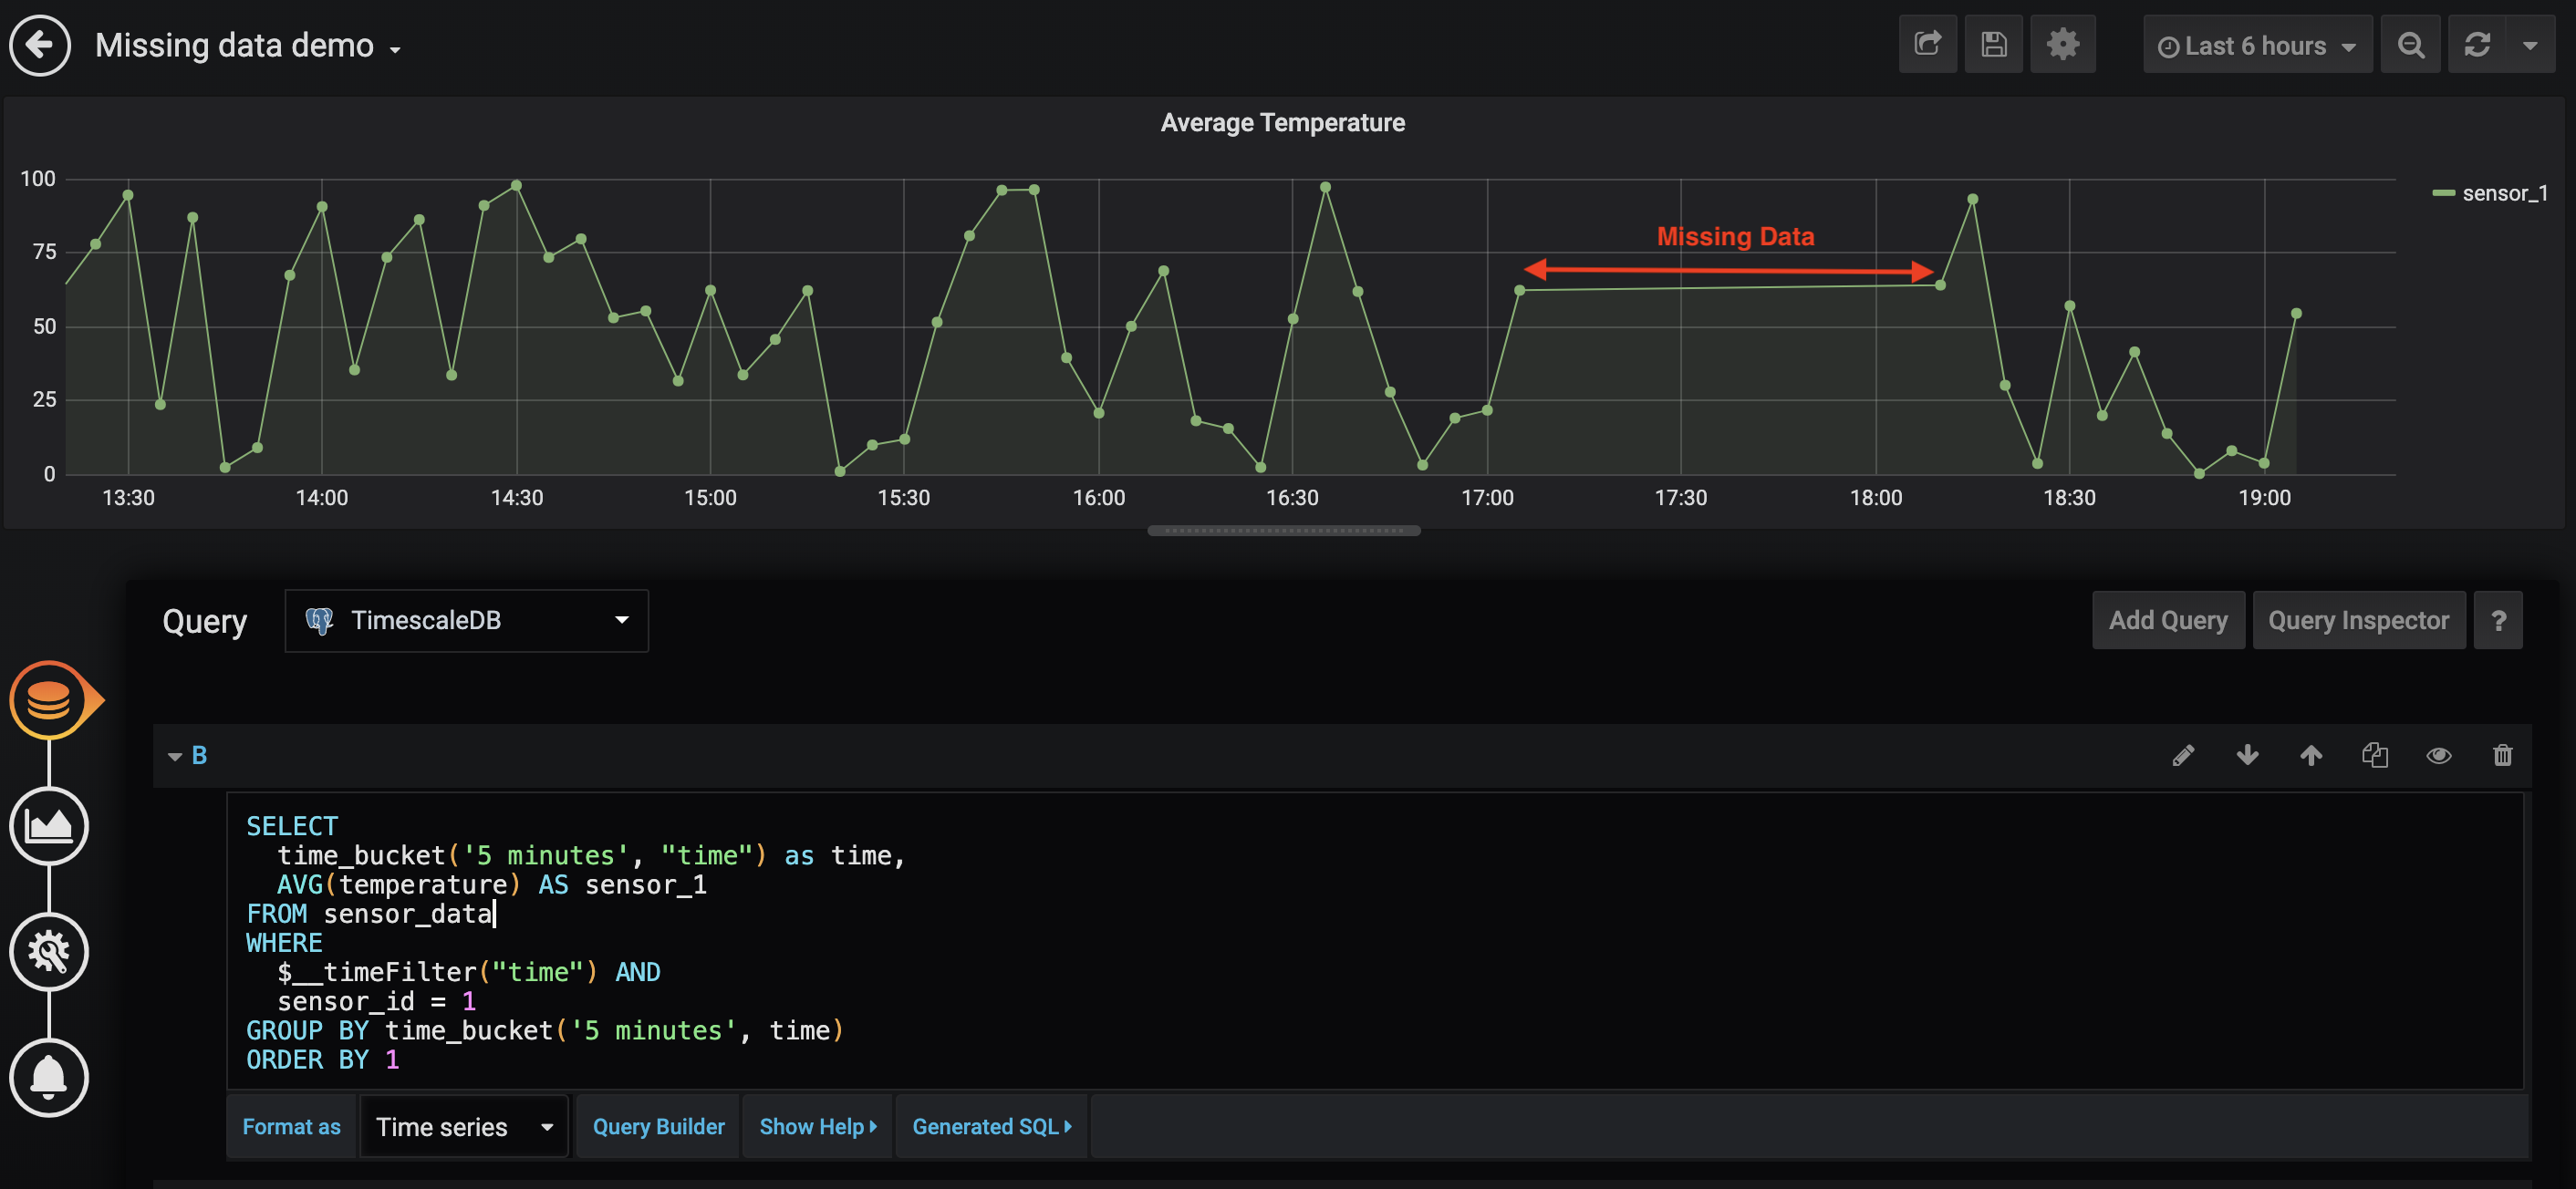 Missing data demo
Last 6 hours
Average Temperature
100
75
50
25
0
sensor_1
Missing Data
13:30 14:00 14:30 15:00 15:30 16:00 16:30 17:00 17:30 18:00 18:30 19:00
Query
TimescaleDB
Add Query
Query Inspector
?
B
SELECT
  time_bucket('5 minutes', "time") as time,
  AVG(temperature) AS sensor_1
FROM sensor_data
WHERE
  $__timeFilter("time") AND
  sensor_id = 1
GROUP BY time_bucket('5 minutes', time)
ORDER BY 1
Format as
Time series
Query Builder
Show Help
Generated SQL